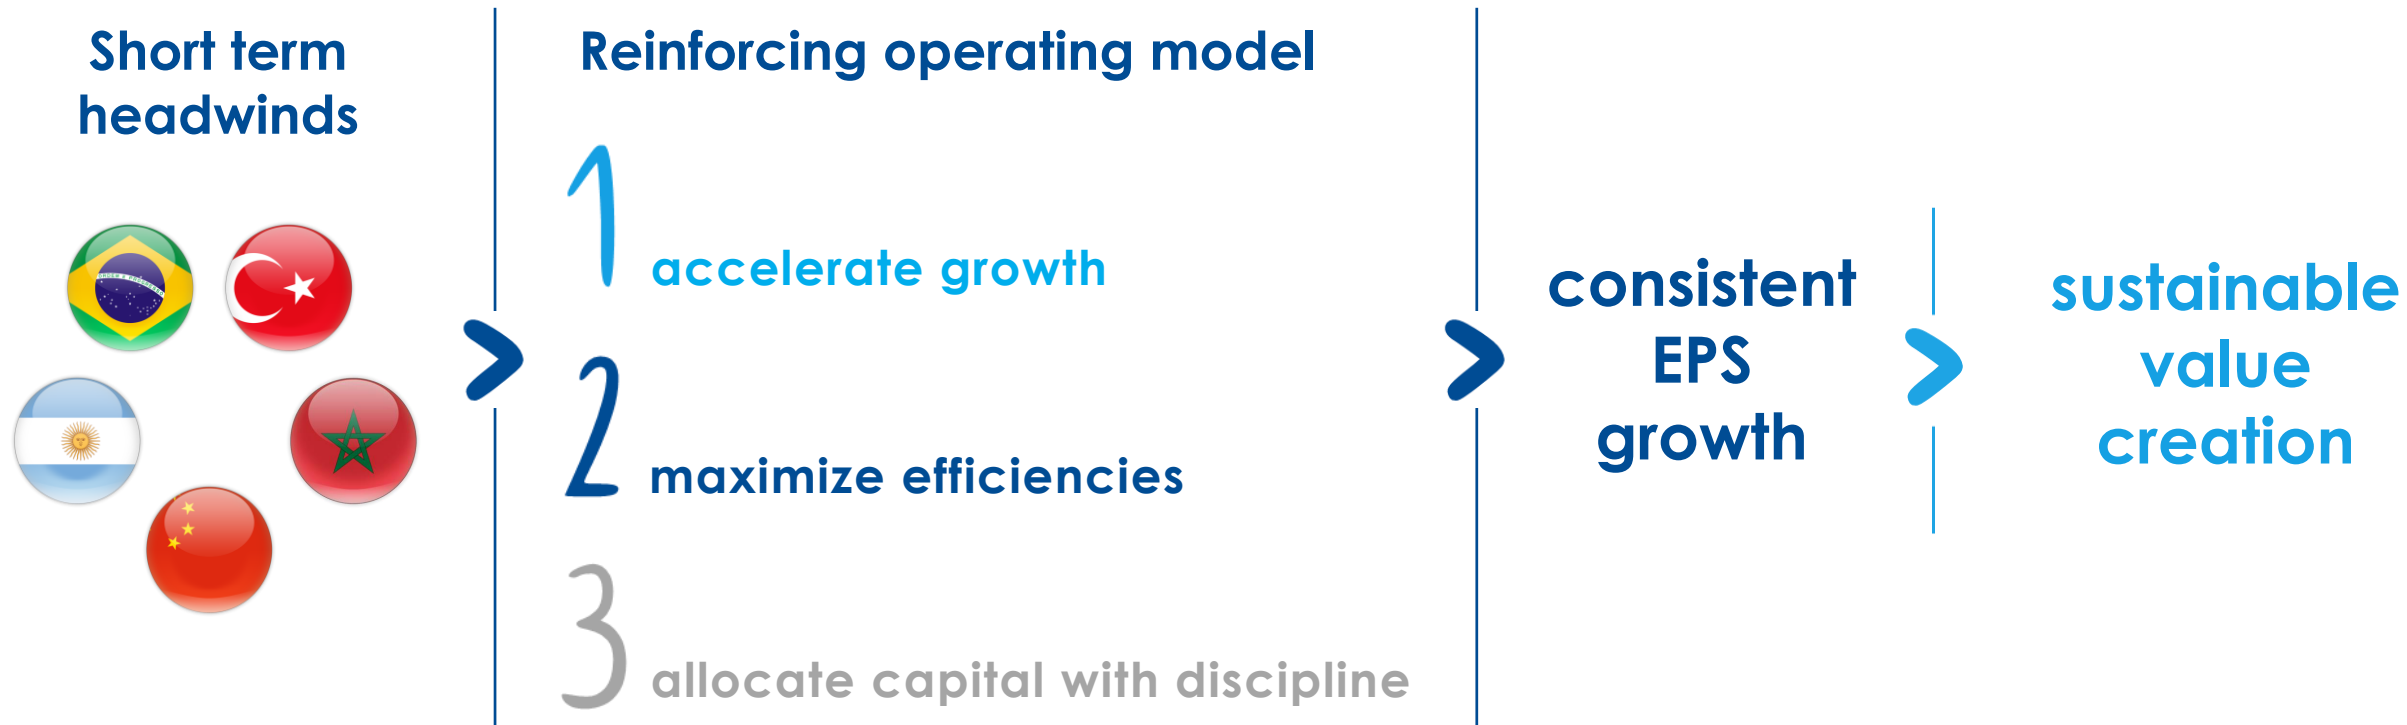 Short term
headwinds
Reinforcing operating model
1
accelerate growth
2
maximize efficiencies
3
allocate capital with discipline
consistent
EPS
growth
sustainable
value
creation